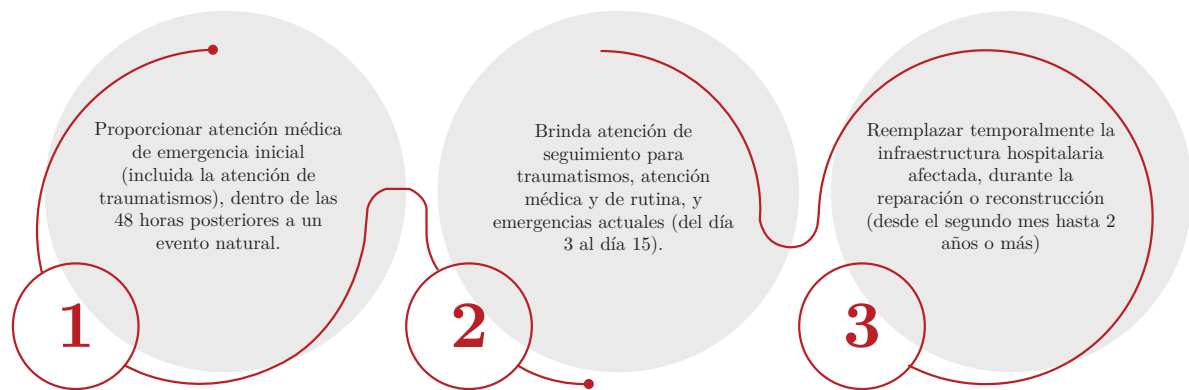 Proporcionar atención médica
de emergencia inicial
(incluida la atención de
traumatismos), dentro de las
48 horas posteriores a un
evento natural.
1
Brinda atención de
seguimiento para
traumatismos, atención
médica y de rutina, y
emergencias actuales (del día
3 al día 15).
2
Reemplazar temporalmente la
infraestructura hospitalaria
afectada, durante la
reparación o reconstrucción
(desde el segundo mes hasta 2
años o más)
3